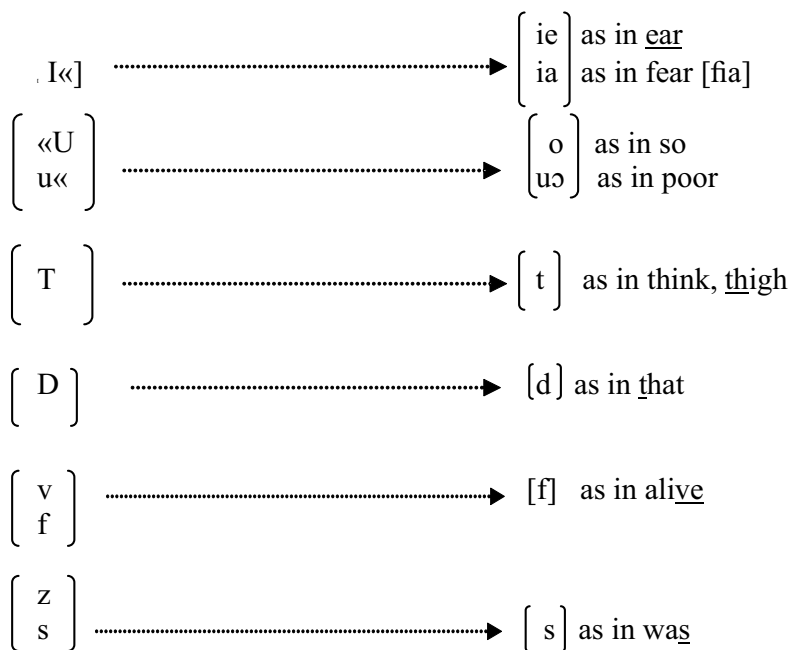 ie as in ear
I«] ia as in fear [fia]
«U o as in so
u« uɔ as in poor
T t as in think, thigh
D [d] as in that
v [f] as in alive
f
z
s s as in was